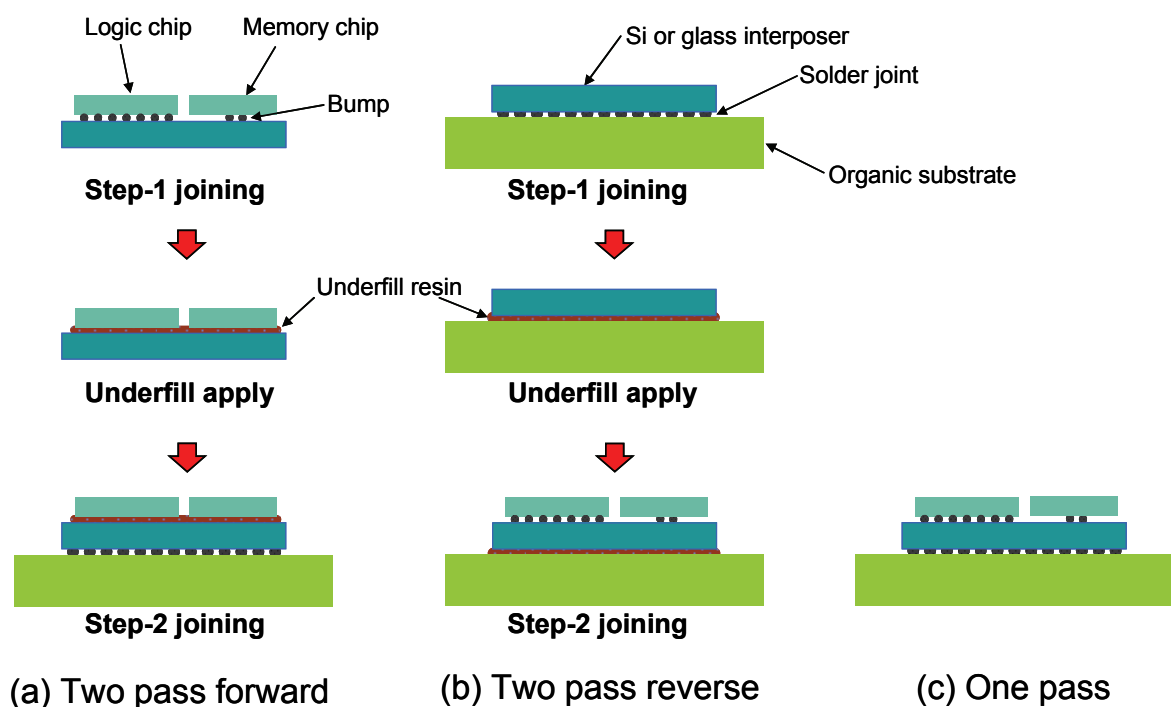 Logic chip
Memory chip
Bump
Step-1 joining
Si or glass interposer
Solder joint
Organic substrate
Step-1 joining
Underfill resin
Underfill apply
Underfill apply
Step-2 joining
Step-2 joining
(a) Two pass forward
(b) Two pass reverse
(c) One pass